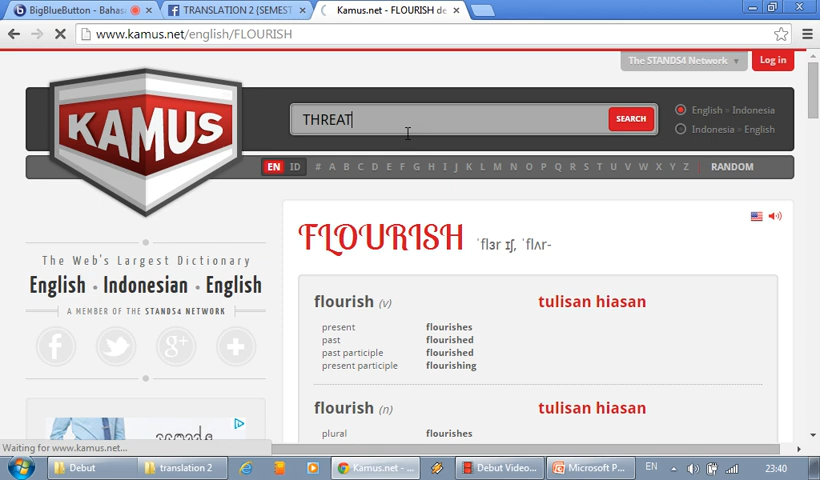 BigBlueButton - Bahas
TRANSLATION 2 {SEMEST
Kamus.net - FLOURISH de
www.kamus.net/english/FLOURISH
The STANDS4 Network
Log in
KAMUS
THREAT
SEARCH
English » Indonesia
Indonesia » English
EN ID # A B C D E F G H I J K L M N O P Q R S T U V W X Y Z RANDOM
The Web's Largest Dictionary
English • Indonesian • English
A MEMBER OF THE STANDS4 NETWORK
FLOURISH ˈflɜr ɪʃ, ˈflʌr-
flourish (v) tulisan hiasan
present flourishes
past flourished
past participle flourished
present participle flourishing
flourish (n) tulisan hiasan
plural flourishes
Waiting for www.kamus.net...
Debut
translation 2
Kamus.net - ...
Debut Video...
Microsoft P...
EN
23:40